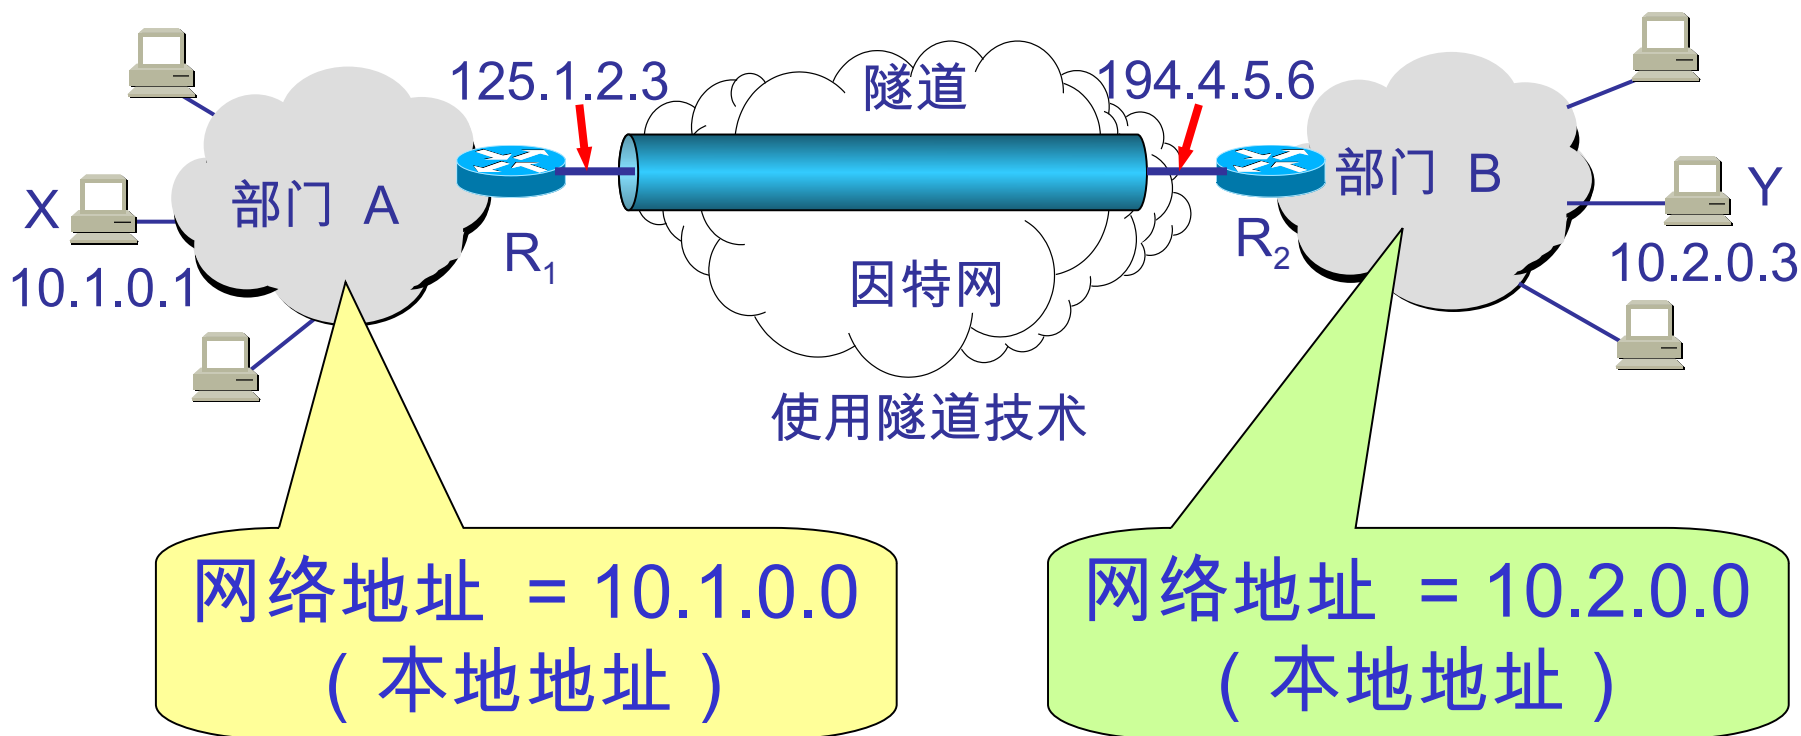 125.1.2.3
隧道
194.4.5.6
X
部门 A
部门 B
Y
10.1.0.1
R1
R2
10.2.0.3
因特网
使用隧道技术
网络地址 = 10.1.0.0
(本地地址)
网络地址 = 10.2.0.0
(本地地址)